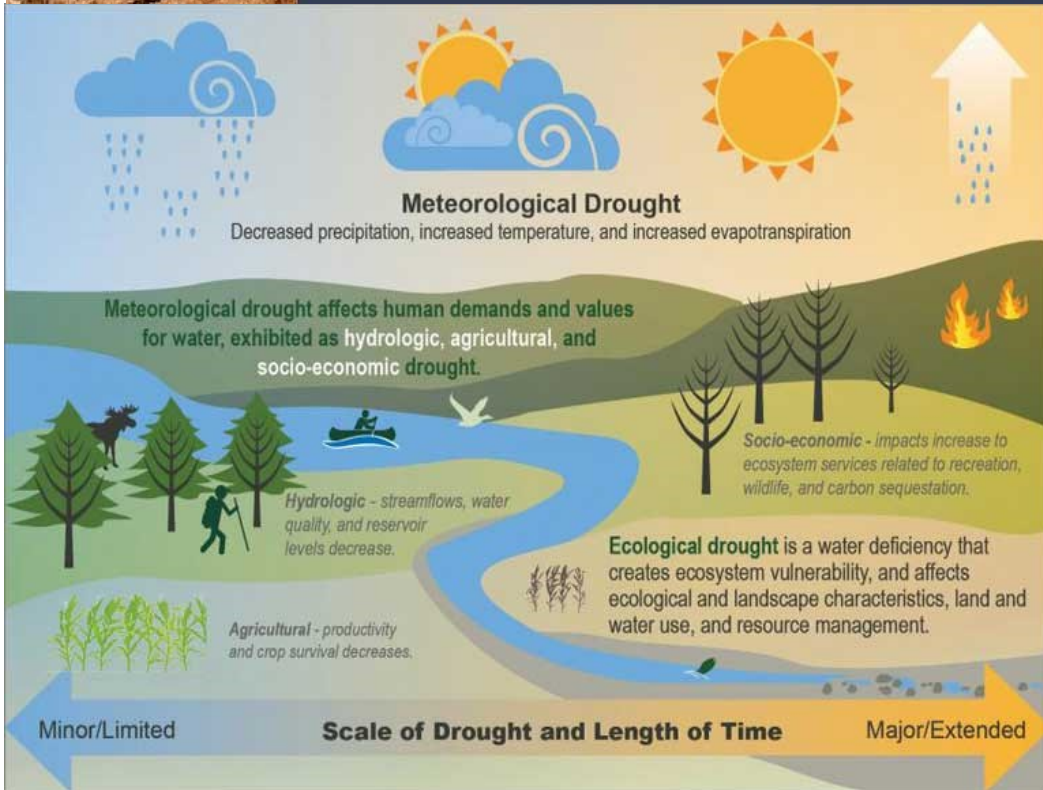 Meteorological Drought
Decreased precipitation, increased temperature, and increased evapotranspiration
Meteorological drought affects human demands and values
for water, exhibited as hydrologic, agricultural, and
socio-economic drought.
Socio-economic - impacts increase to
ecosystem services related to recreation,
wildlife, and carbon sequestation.
Hydrologic - streamflows, water
quality, and reservoir
levels decrease.
Ecological drought is a water deficiency that
creates ecosystem vulnerability, and affects
ecological and landscape characteristics, land and
water use, and resource management.
Agricultural - productivity
and crop survival decreases.
Minor/Limited
Scale of Drought and Length of Time
Major/Extended